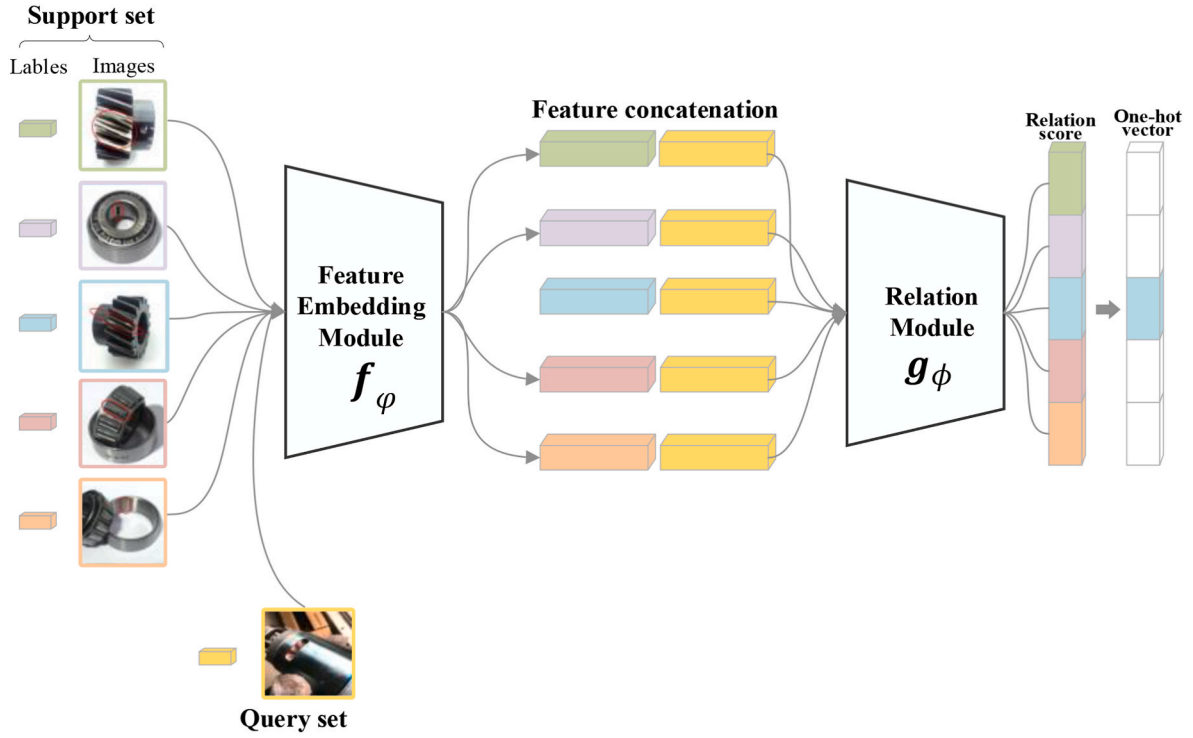 Support set
Lables
Images
Feature concatenation
Relation
score
One-hot
vector
Feature
Embedding
Module
f φ
Relation
Module
g ϕ
Query set